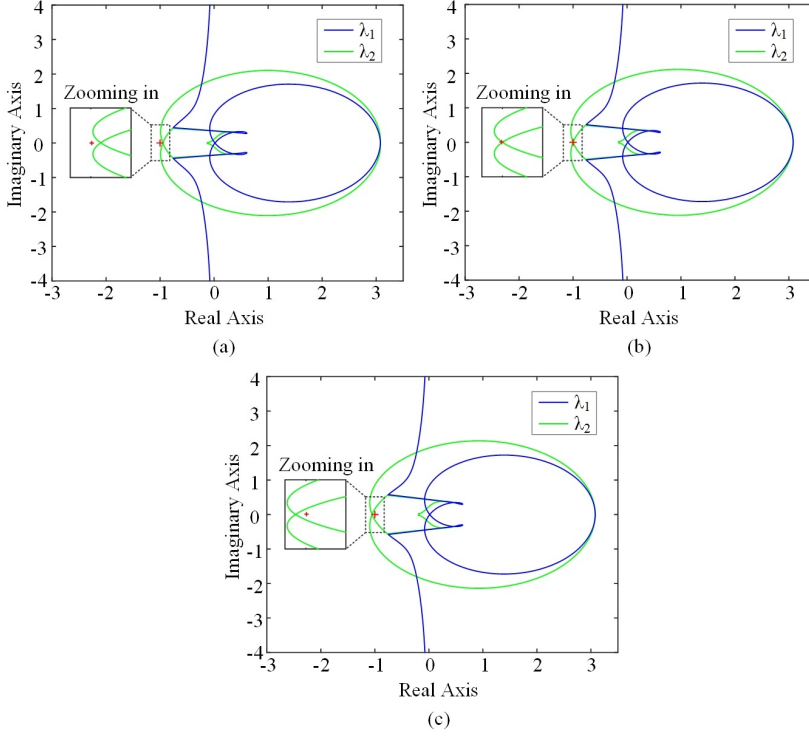 4
3
2
1
0
-1
-2
-3
-4
Imaginary Axis
Zooming in
λ1
λ2
-3 -2 -1 0 1 2 3
Real Axis
(a)
4
3
2
1
0
-1
-2
-3
-4
Imaginary Axis
Zooming in
λ1
λ2
-3 -2 -1 0 1 2 3
Real Axis
(b)
4
3
2
1
0
-1
-2
-3
-4
Imaginary Axis
Zooming in
λ1
λ2
-3 -2 -1 0 1 2 3
Real Axis
(c)